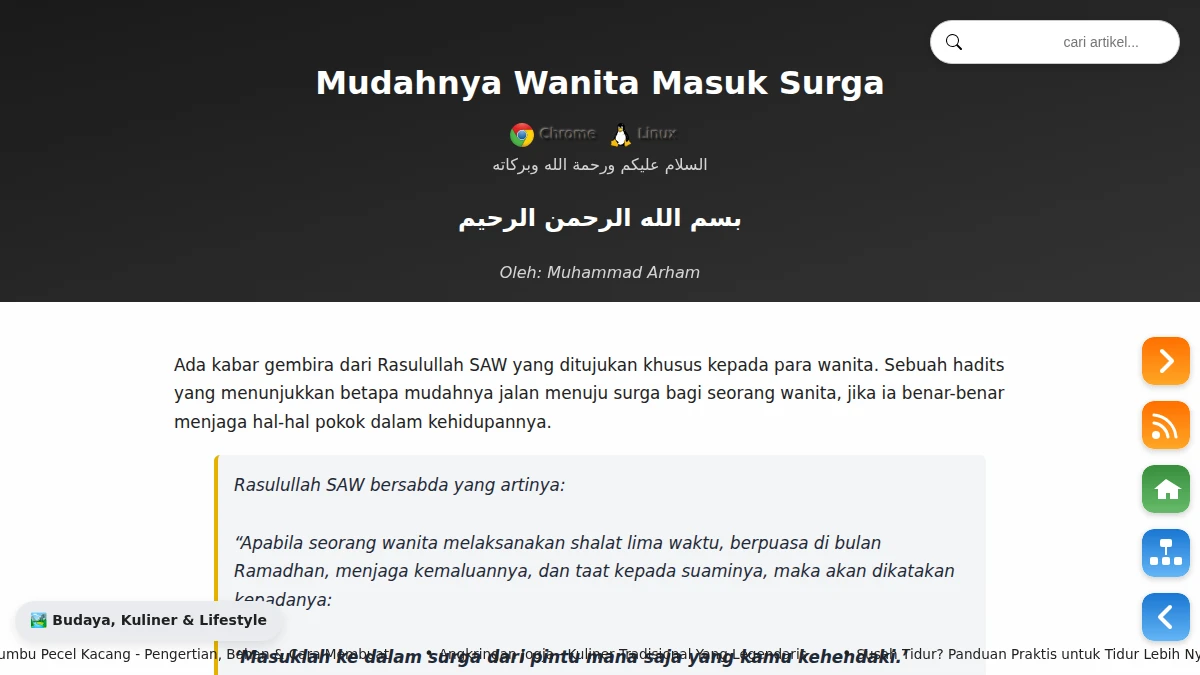 cari artikel...
Mudahnya Wanita Masuk Surga
Chrome Linux
السلام عليكم ورحمة الله وبركاته
بسم الله الرحمن الرحيم
Oleh: Muhammad Arham
Ada kabar gembira dari Rasulullah SAW yang ditujukan khusus kepada para wanita. Sebuah hadits
yang menunjukkan betapa mudahnya jalan menuju surga bagi seorang wanita, jika ia benar-benar
menjaga hal-hal pokok dalam kehidupannya.
Rasulullah SAW bersabda yang artinya:
“Apabila seorang wanita melaksanakan shalat lima waktu, berpuasa di bulan
Ramadhan, menjaga kemaluannya, dan taat kepada suaminya, maka akan dikatakan
kepadanya:
🏞️ Budaya, Kuliner & Lifestyle
“Masuklah ke dalam surga dari pintu mana saja yang kamu kehendaki.”
umbu Pecel Kacang - Pengertian, & Cara Membuat • Angkringan Jogja - Kuliner Tradisional Yang Legendaris • Susah Tidur? Panduan Praktis untuk Tidur Lebih Ny